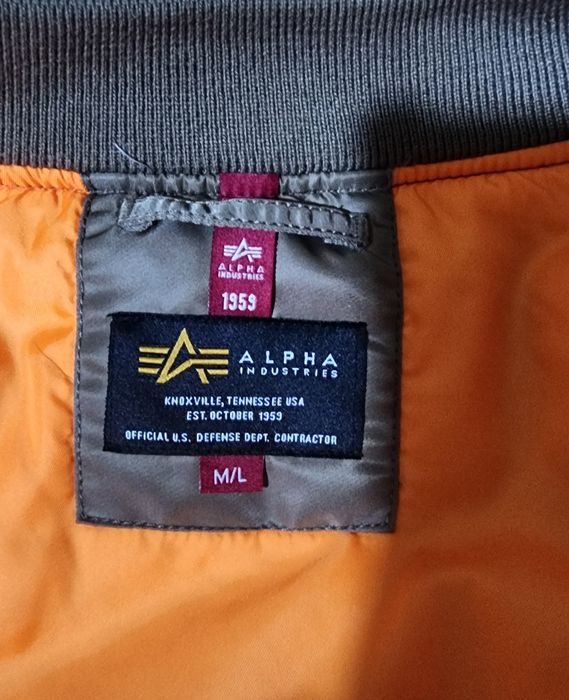 ALPHA
INDUSTRIES
1959
ALPHA
INDUSTRIES
KNOXVILLE, TENNESSEE USA
EST. OCTOBER 1959
OFFICIAL U.S. DEFENSE DEPT. CONTRACTOR
M/L